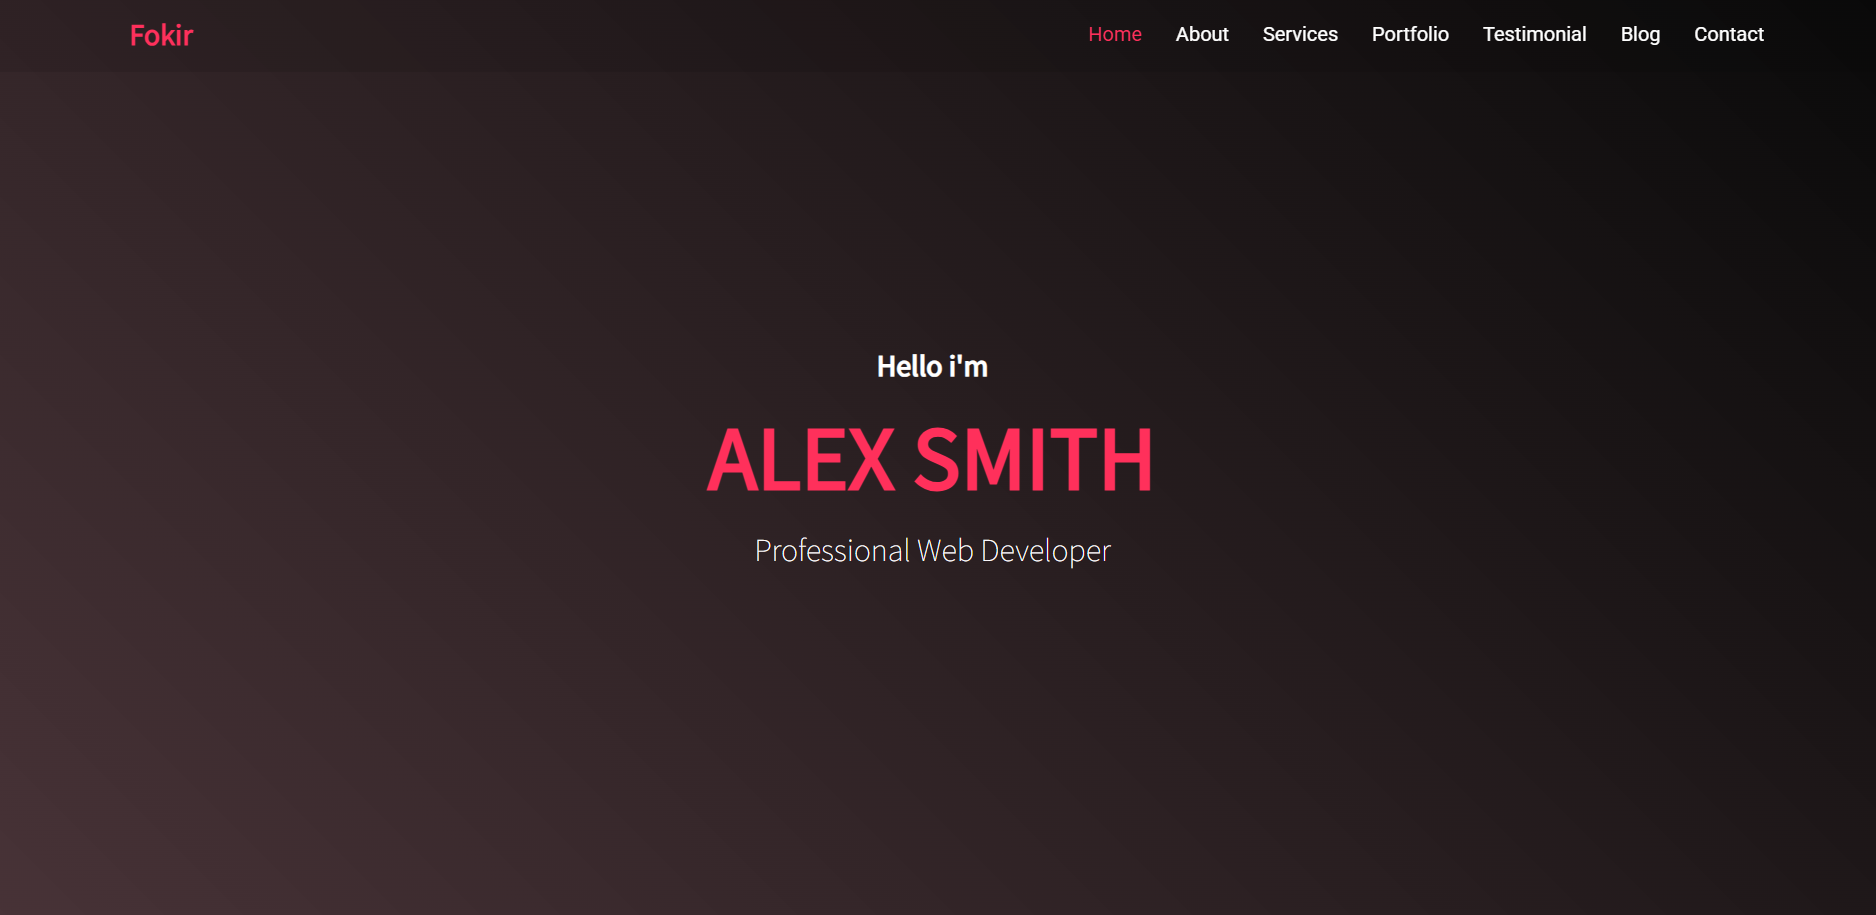 Fokir
Home About Services Portfolio Testimonial Blog Contact
Hello i'm
ALEX SMITH
Professional Web Developer